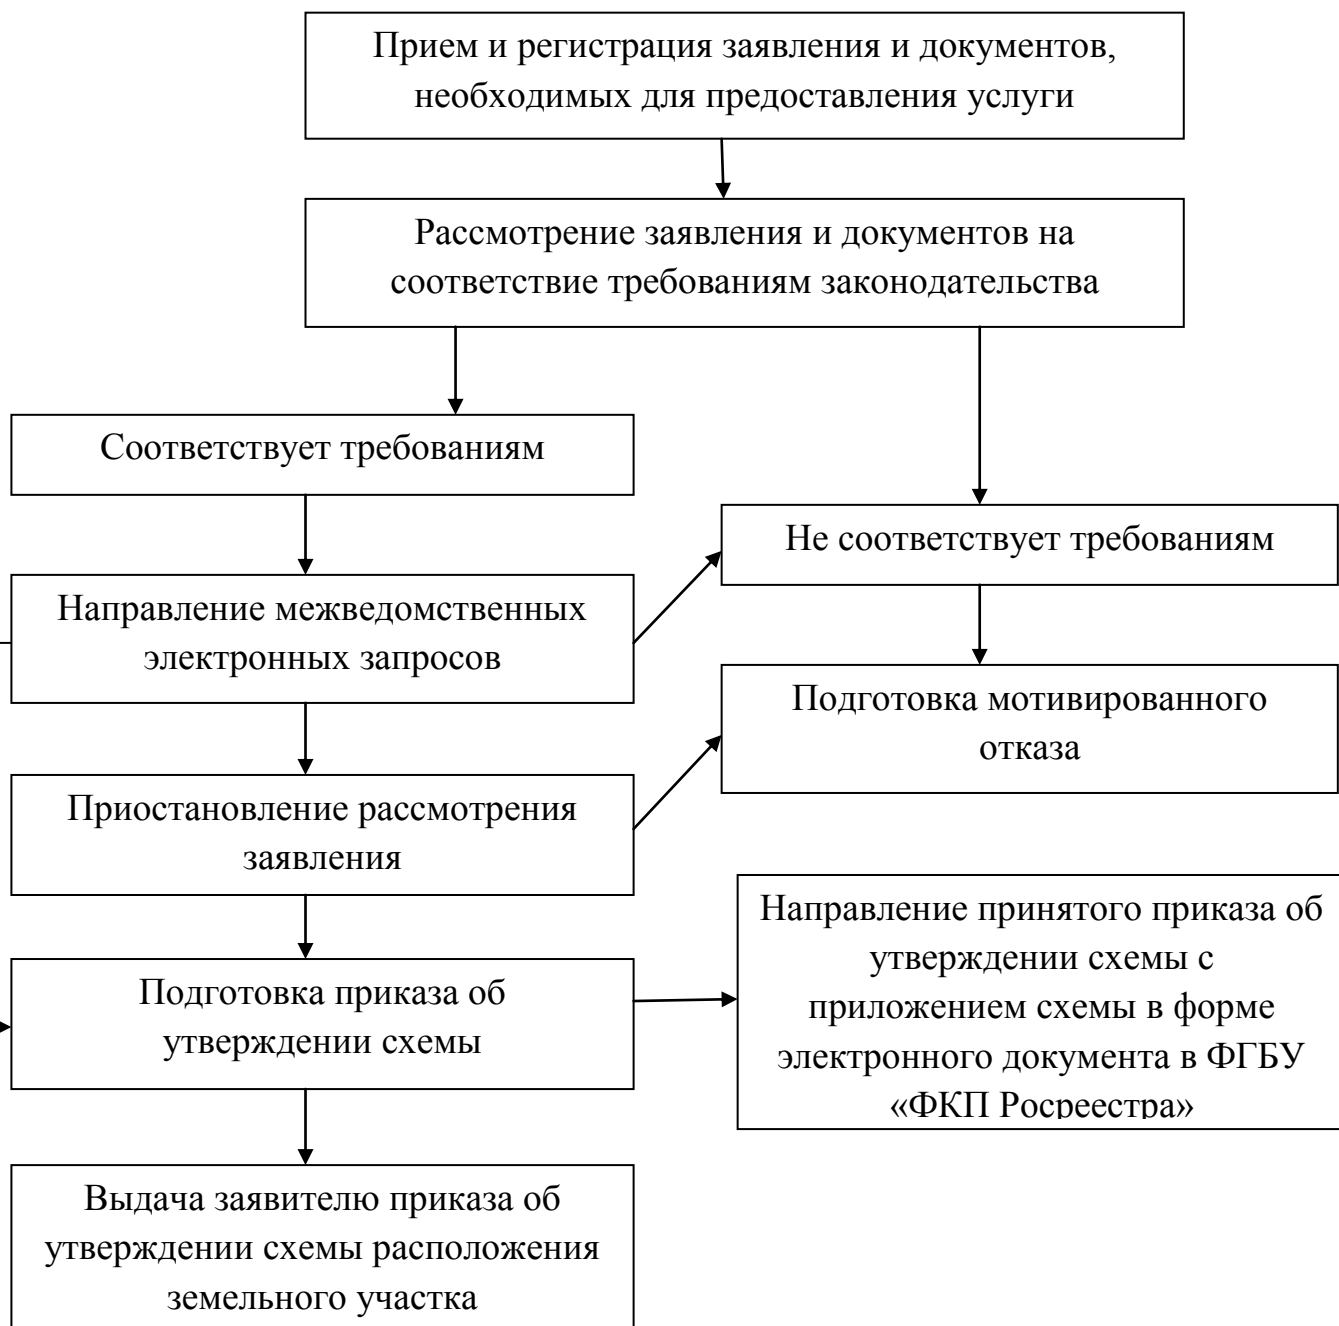 Прием и регистрация заявления и документов,
необходимых для предоставления услуги
Рассмотрение заявления и документов на
соответствие требованиям законодательства
Соответствует требованиям
Не соответствует требованиям
Направление межведомственных
электронных запросов
Подготовка мотивированного
отказа
Приостановление рассмотрения
заявления
Направление принятого приказа об
утверждении схемы с
приложением схемы в форме
электронного документа в ФГБУ
«ФКП Росреестра»
Подготовка приказа об
утверждении схемы
Выдача заявителю приказа об
утверждении схемы расположения
земельного участка